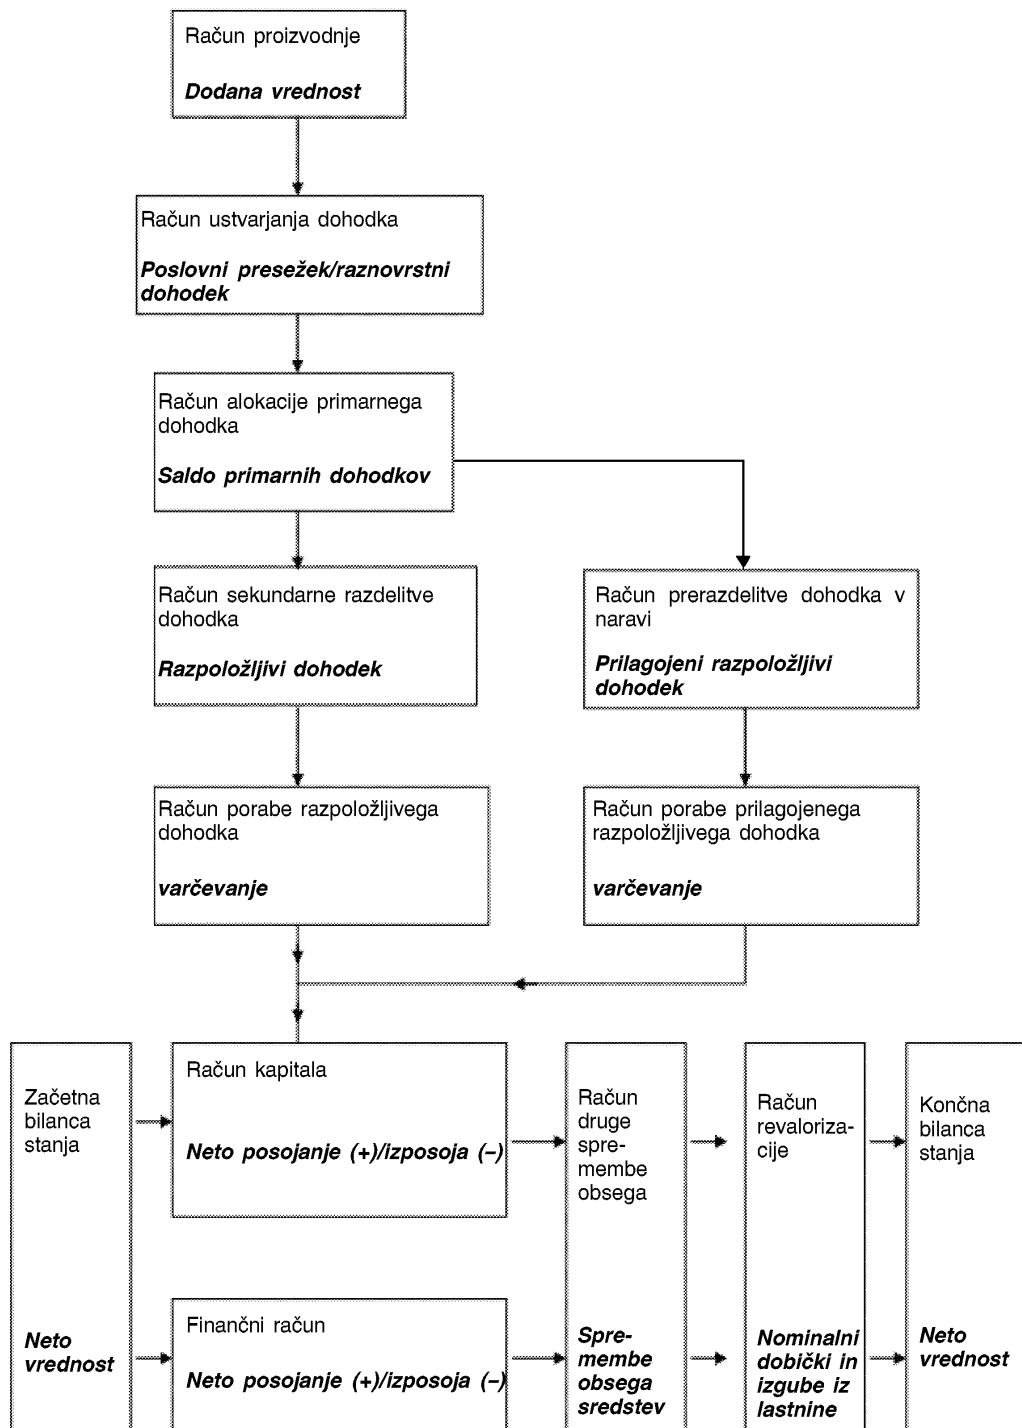 Račun proizvodnje
Dodana vrednost
Račun ustvarjanja dohodka
Poslovni presežek/raznovrstni
dohodek
Račun alokacije primarnega
dohodka
Saldo primarnih dohodkov
Račun sekundarne razdelitve
dohodka
Razpoložljivi dohodek
Račun prerazdelitve dohodka v
naravi
Prilagojeni razpoložljivi
dohodek
Račun porabe razpoložljivega
dohodka
varčevanje
Račun porabe prilagojenega
razpoložljivega dohodka
varčevanje
Začetna
bilanca
stanja
Neto
vrednost
Račun kapitala
Neto posojanje (+)/izposoja (–)
Finančni račun
Neto posojanje (+)/izposoja (–)
Račun
druge
spre-
membe
obsega
Spre-
membe
obsega
sredstev
Račun
revaloriza-
cije
Nominalni
dobički in
izgube iz
lastnine
Končna
bilanca
stanja
Neto
vrednost